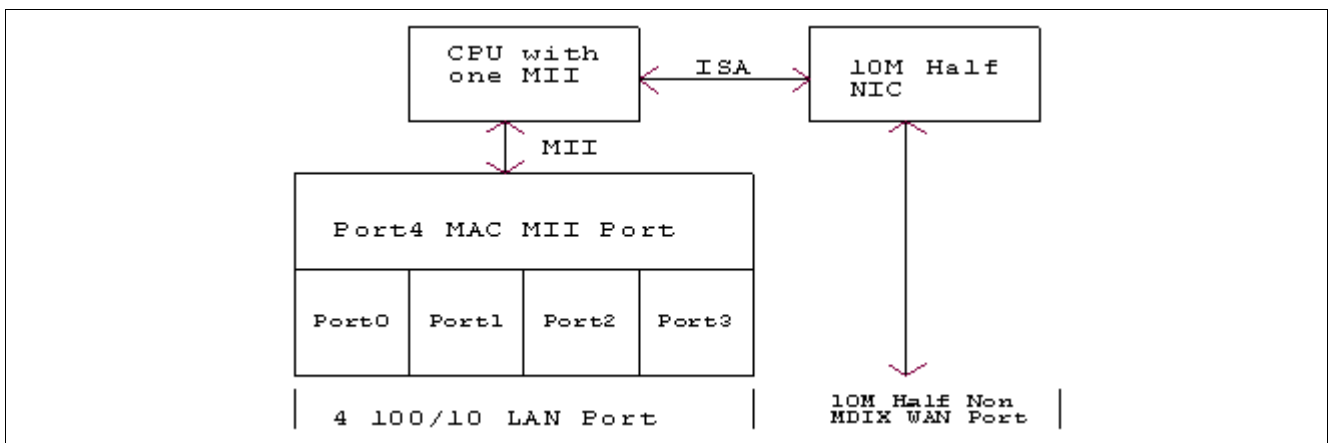 CPU with
one MII
ISA
10M Half
NIC
MII
Port4 MAC MII Port
Port0
Port1
Port2
Port3
4 100/10 LAN Port
10M Half Non
MDIX WAN Port